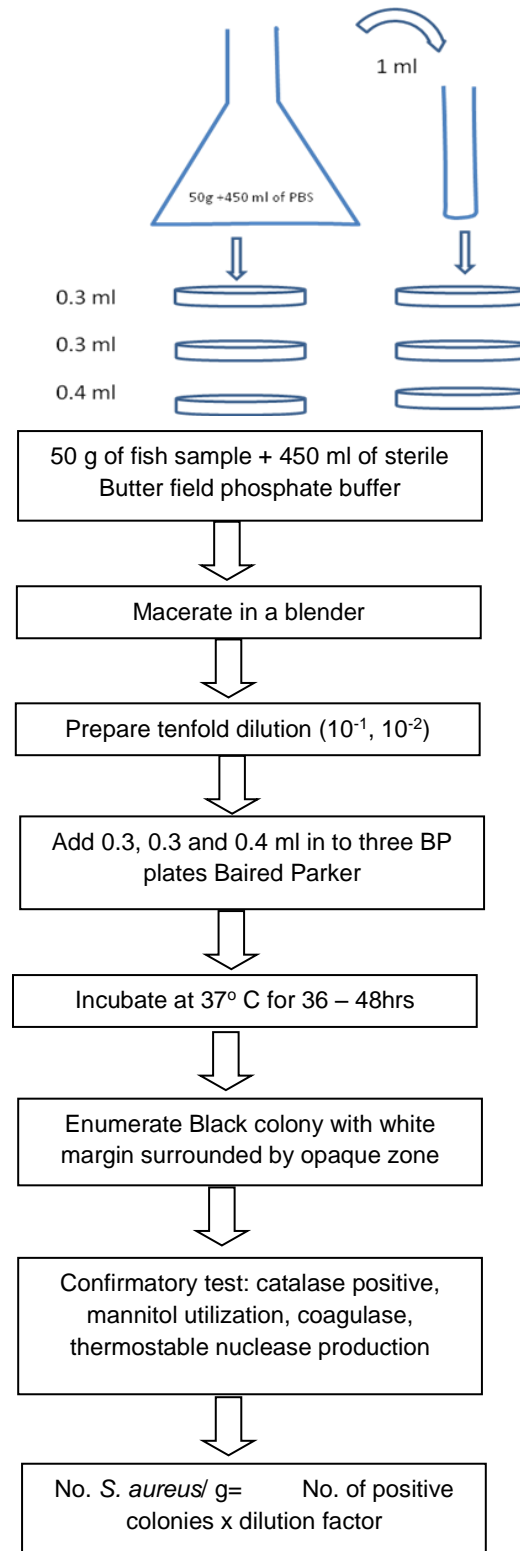 1 ml
50g +450 ml of PBS
0.3 ml
0.3 ml
0.4 ml
50 g of fish sample + 450 ml of sterile
Butter field phosphate buffer
Macerate in a blender
Prepare tenfold dilution (10⁻¹, 10⁻²)
Add 0.3, 0.3 and 0.4 ml in to three BP
plates Baired Parker
Incubate at 37° C for 36 – 48hrs
Enumerate Black colony with white
margin surrounded by opaque zone
Confirmatory test: catalase positive,
mannitol utilization, coagulase,
thermostable nuclease production
No. S. aureus/ g= No. of positive
colonies x dilution factor